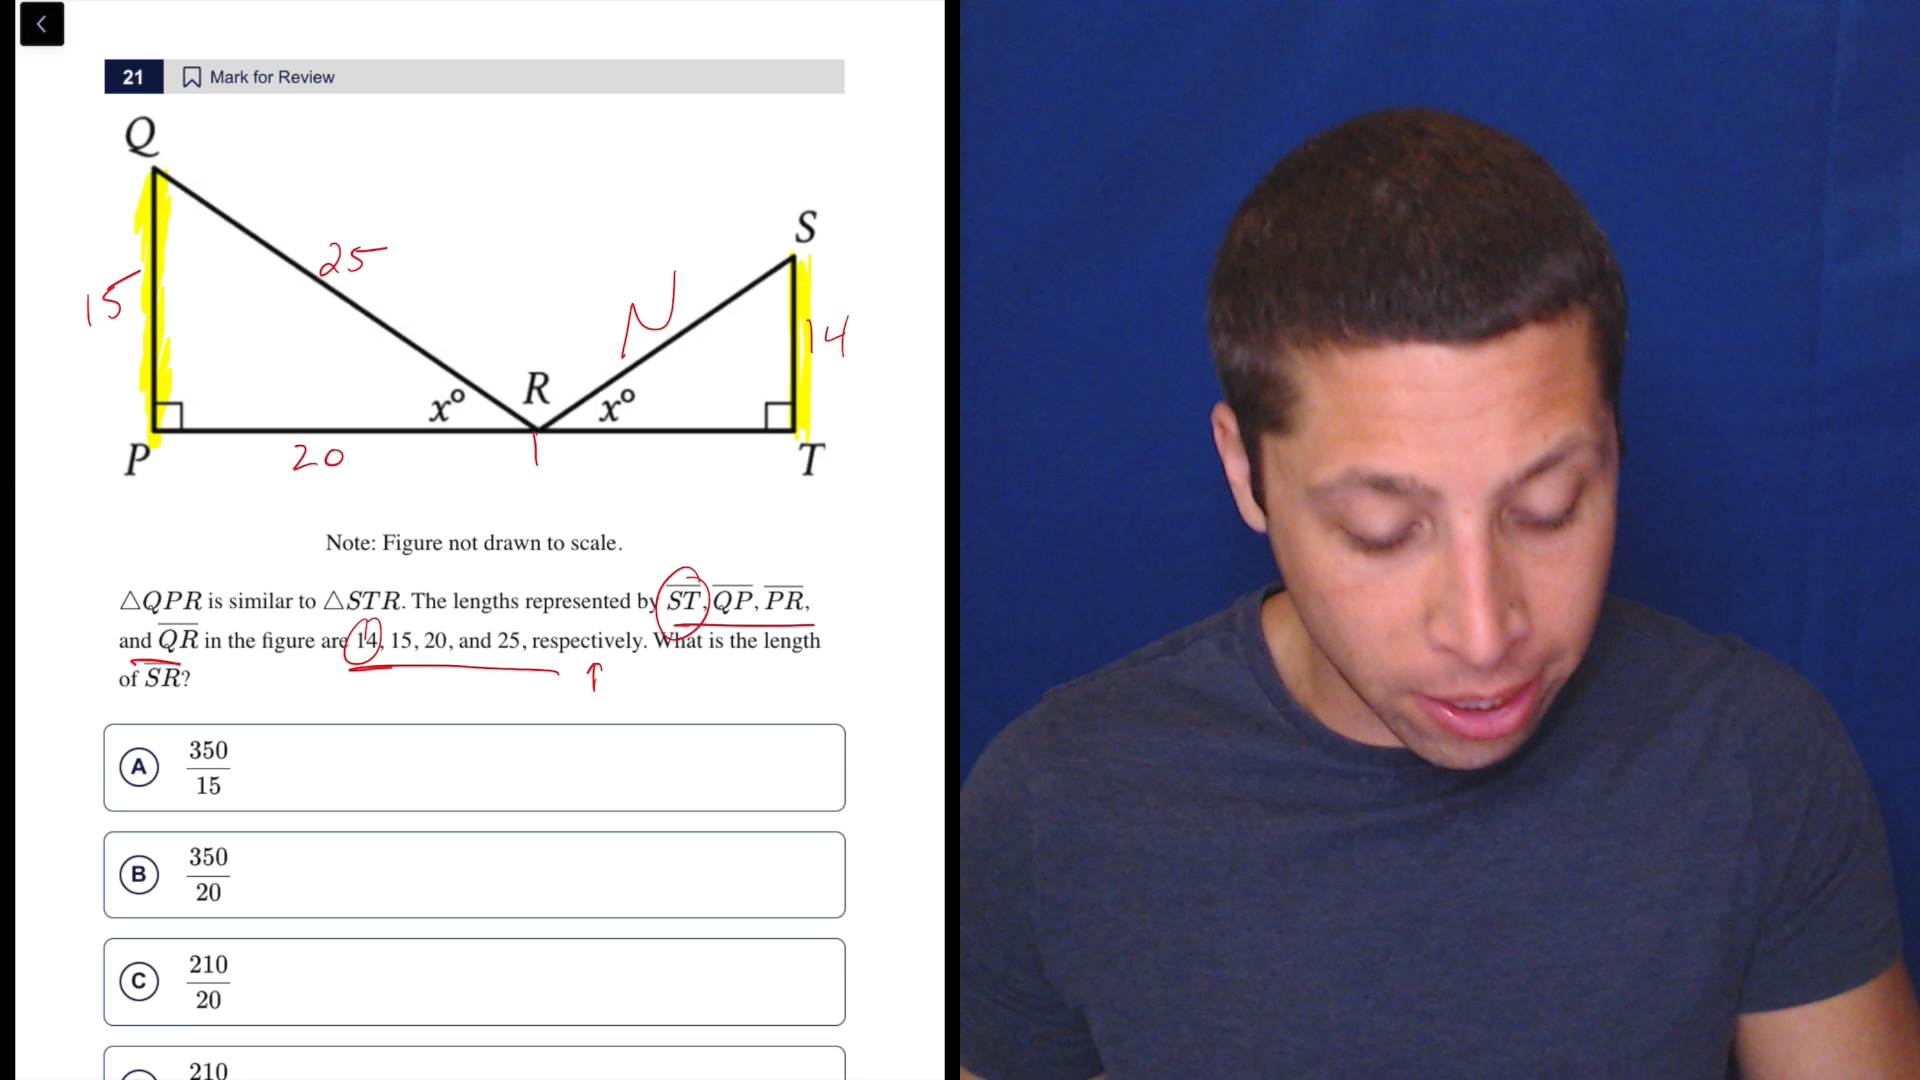 21 Mark for Review
Q
S
25
N
15
14
R
x° x°
P
T
20
Note: Figure not drawn to scale.
△QPR is similar to △STR. The lengths represented by ST, QP, PR,
and QR in the figure are 14, 15, 20, and 25, respectively. What is the length
of SR?
A 350/15
B 350/20
C 210/20
210